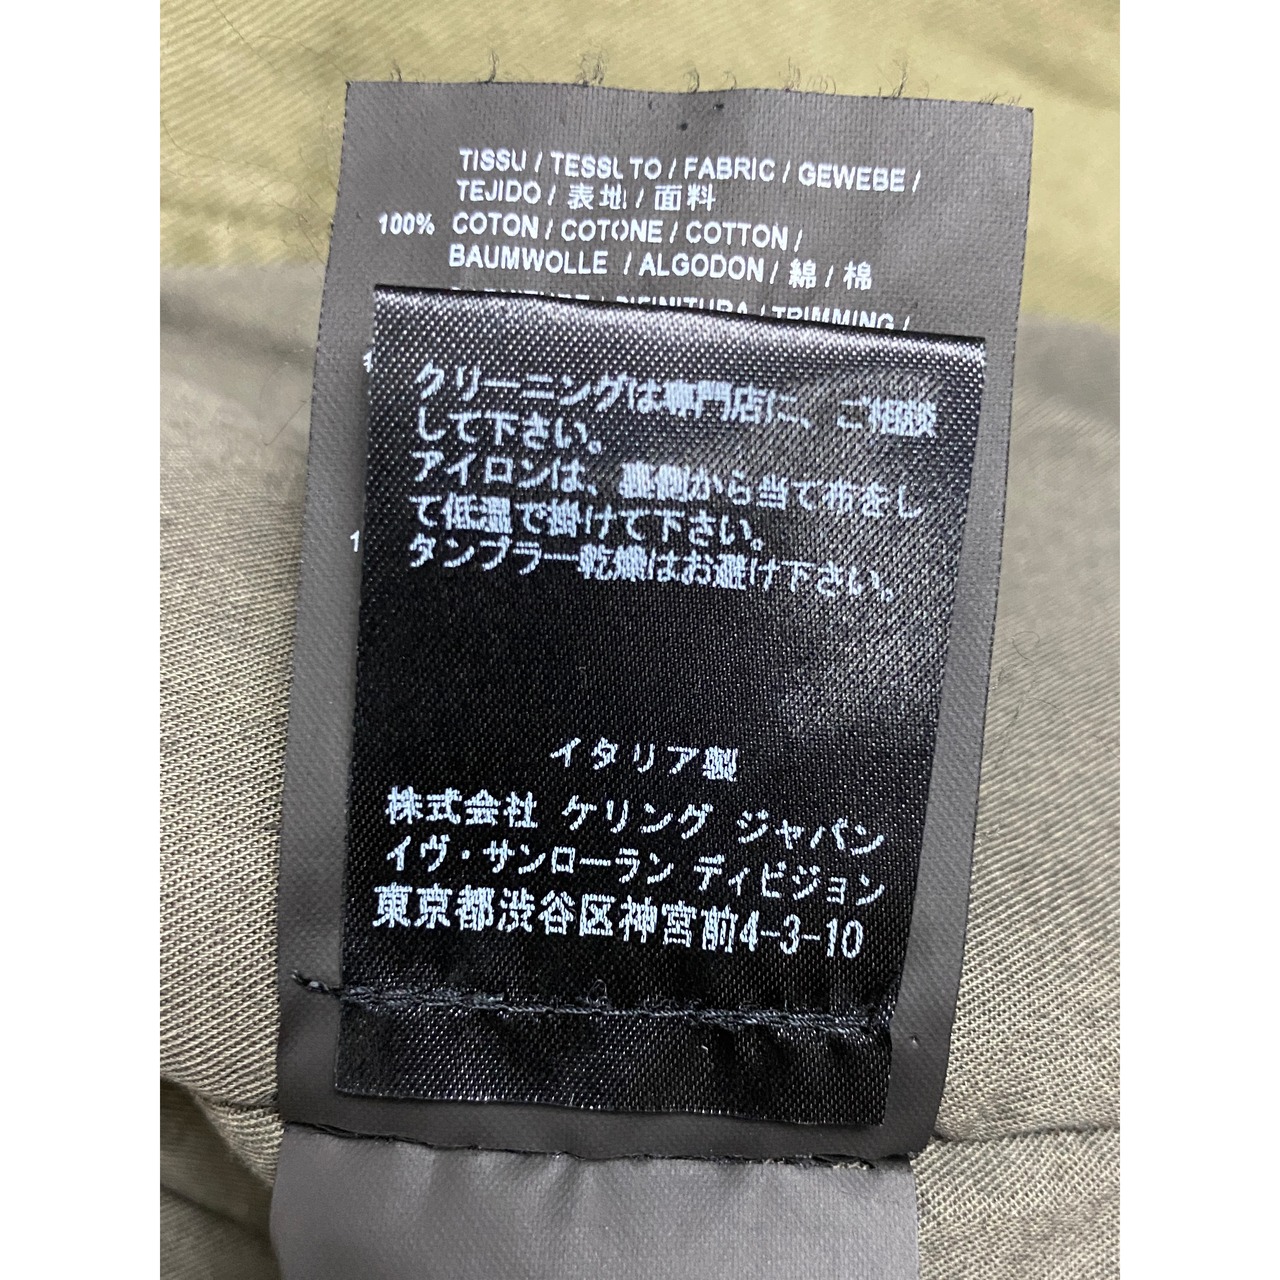 TISSU / TESSUTO / FABRIC / GEWEBE /
TEJIDO / 表地 / 面料
100% COTON / COTONE / COTTON /
BAUMWOLLE / ALGODON / 綿 / 棉
FINITURA / TRIMMING /
クリーニングは専門店に、ご相談
して下さい。
アイロンは、裏側から当て布をし
て低温で掛けて下さい。
タンブラー乾燥はお避け下さい。
イタリア製
株式会社 ケリング ジャパン
イヴ・サンローラン ディビジョン
東京都渋谷区神宮前4-3-10